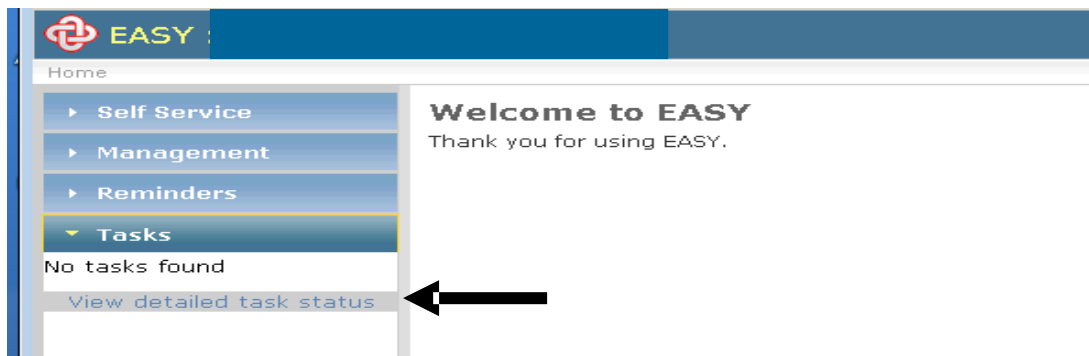 EASY :
Home
Self Service
Management
Reminders
Tasks
No tasks found
View detailed task status
Welcome to EASY
Thank you for using EASY.